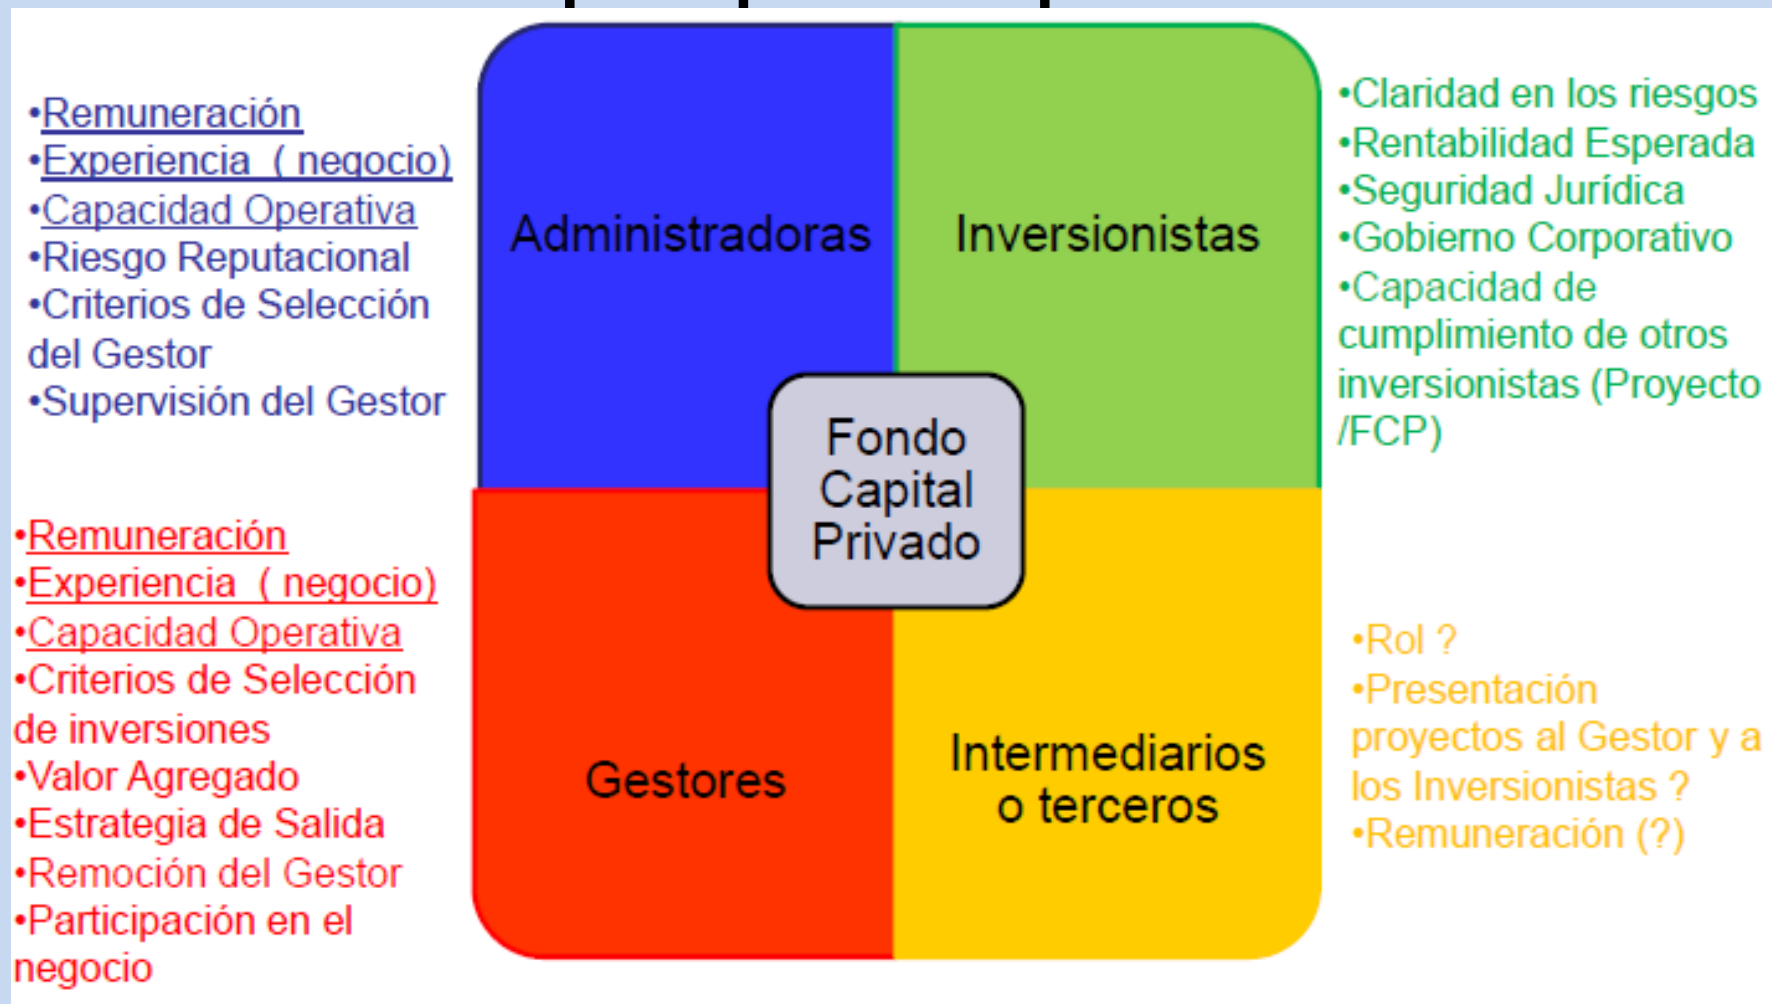 •Remuneración
•Experiencia ( negocio)
•Capacidad Operativa
•Riesgo Reputacional
•Criterios de Selección
del Gestor
•Supervisión del Gestor
Administradoras
Inversionistas
•Claridad en los riesgos
•Rentabilidad Esperada
•Seguridad Jurídica
•Gobierno Corporativo
•Capacidad de
cumplimiento de otros
inversionistas (Proyecto
/FCP)
Fondo
Capital
Privado
•Remuneración
•Experiencia ( negocio)
•Capacidad Operativa
•Criterios de Selección
de inversiones
•Valor Agregado
•Estrategia de Salida
•Remoción del Gestor
•Participación en el
negocio
Gestores
Intermediarios
o terceros
•Rol ?
•Presentación
proyectos al Gestor y a
los Inversionistas ?
•Remuneración (?)